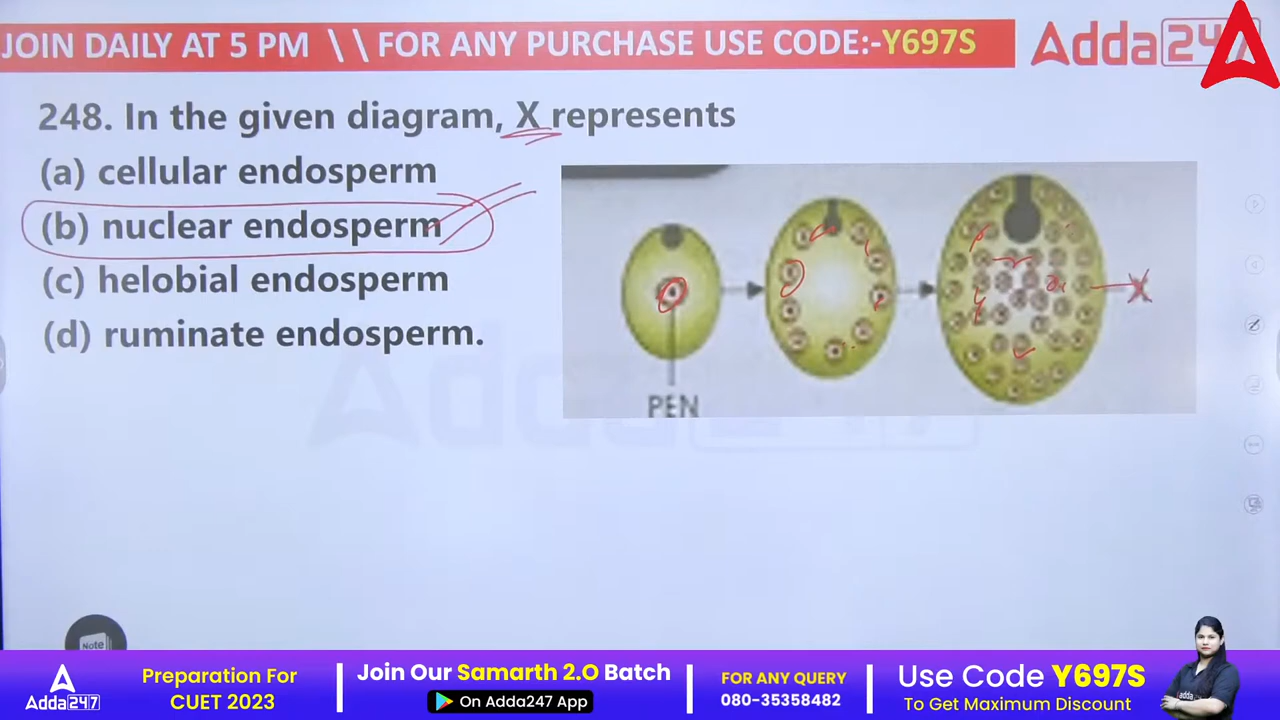 JOIN DAILY AT 5 PM \\ FOR ANY PURCHASE USE CODE:-Y697S
Adda247
248. In the given diagram, X represents
(a) cellular endosperm
(b) nuclear endosperm
(c) helobial endosperm
(d) ruminate endosperm.
X
PEN
Note
Adda247
Preparation For
CUET 2023
Join Our Samarth 2.O Batch
On Adda247 App
FOR ANY QUERY
080-35358482
Use Code Y697S
To Get Maximum Discount